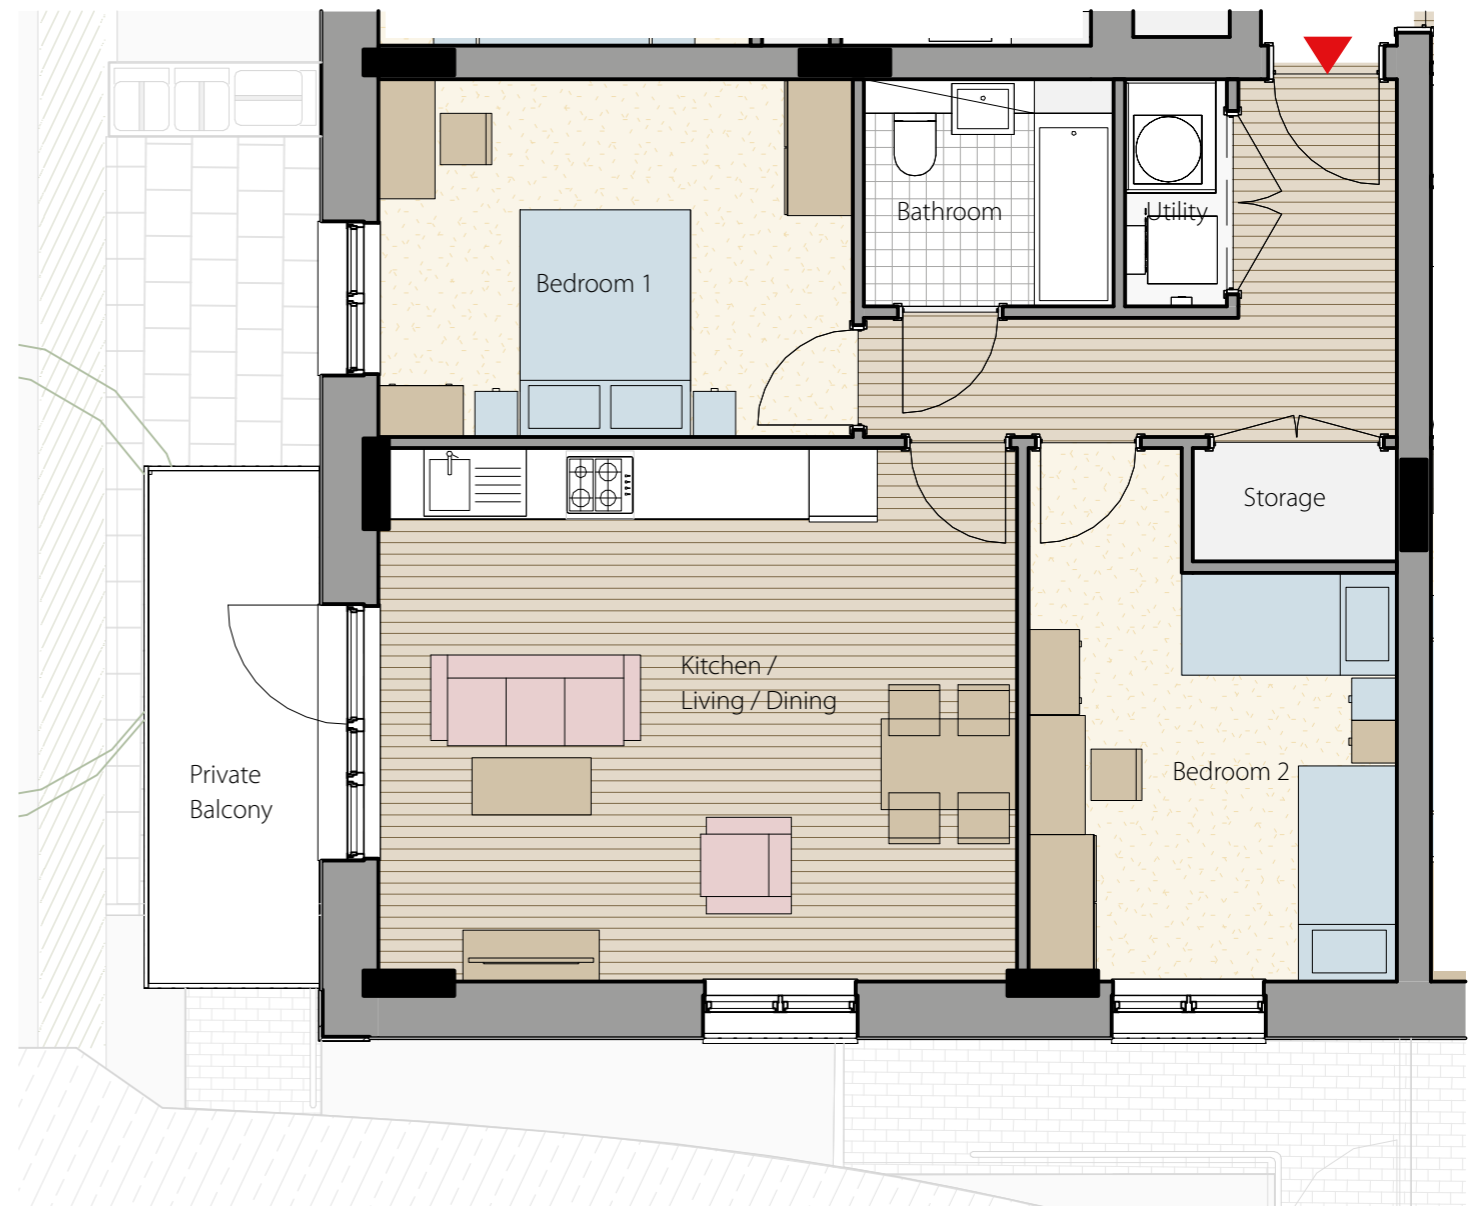 Bathroom
Utility
Bedroom 1
Storage
Kitchen /
Living / Dining
Private
Balcony
Bedroom 2